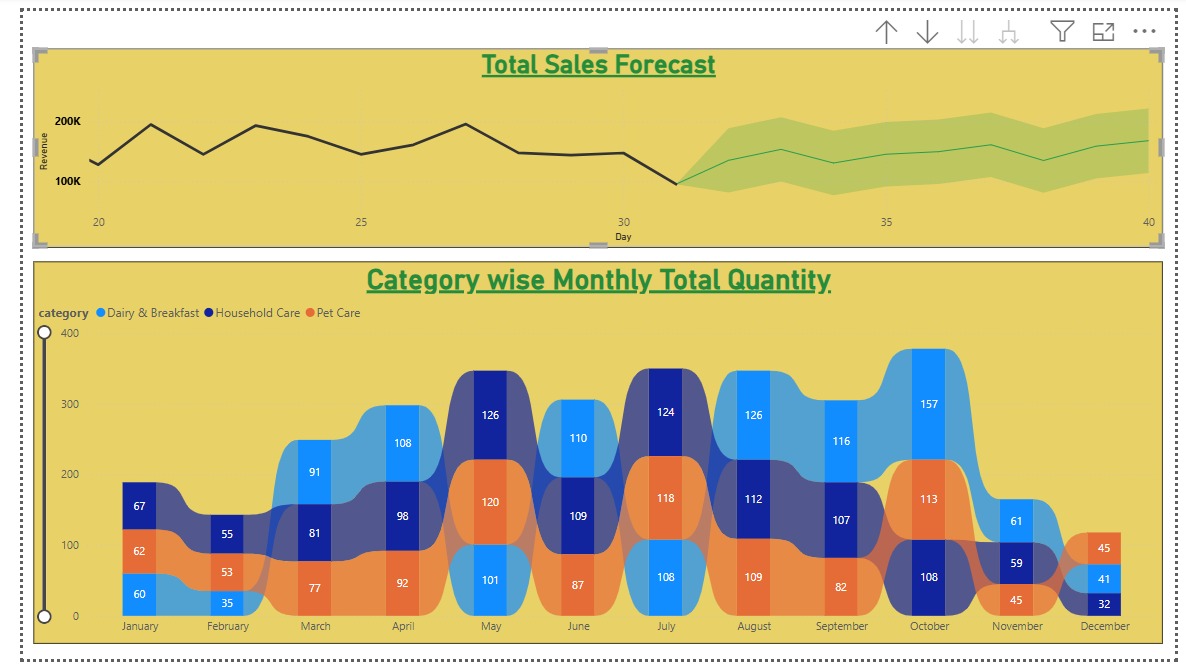 Total Sales Forecast
200K
100K
Revenue
20 25 30 35 40
Day
Category wise Monthly Total Quantity
category Dairy & Breakfast Household Care Pet Care
400
300
200
100
0
67 62 60
55 53 35
91 81 77
108 98 92
126 120 101
110 109 87
124 118 108
126 112 109
116 107 82
157 113 108
61 59 45
45 41 32
January February March April May June July August September October November December